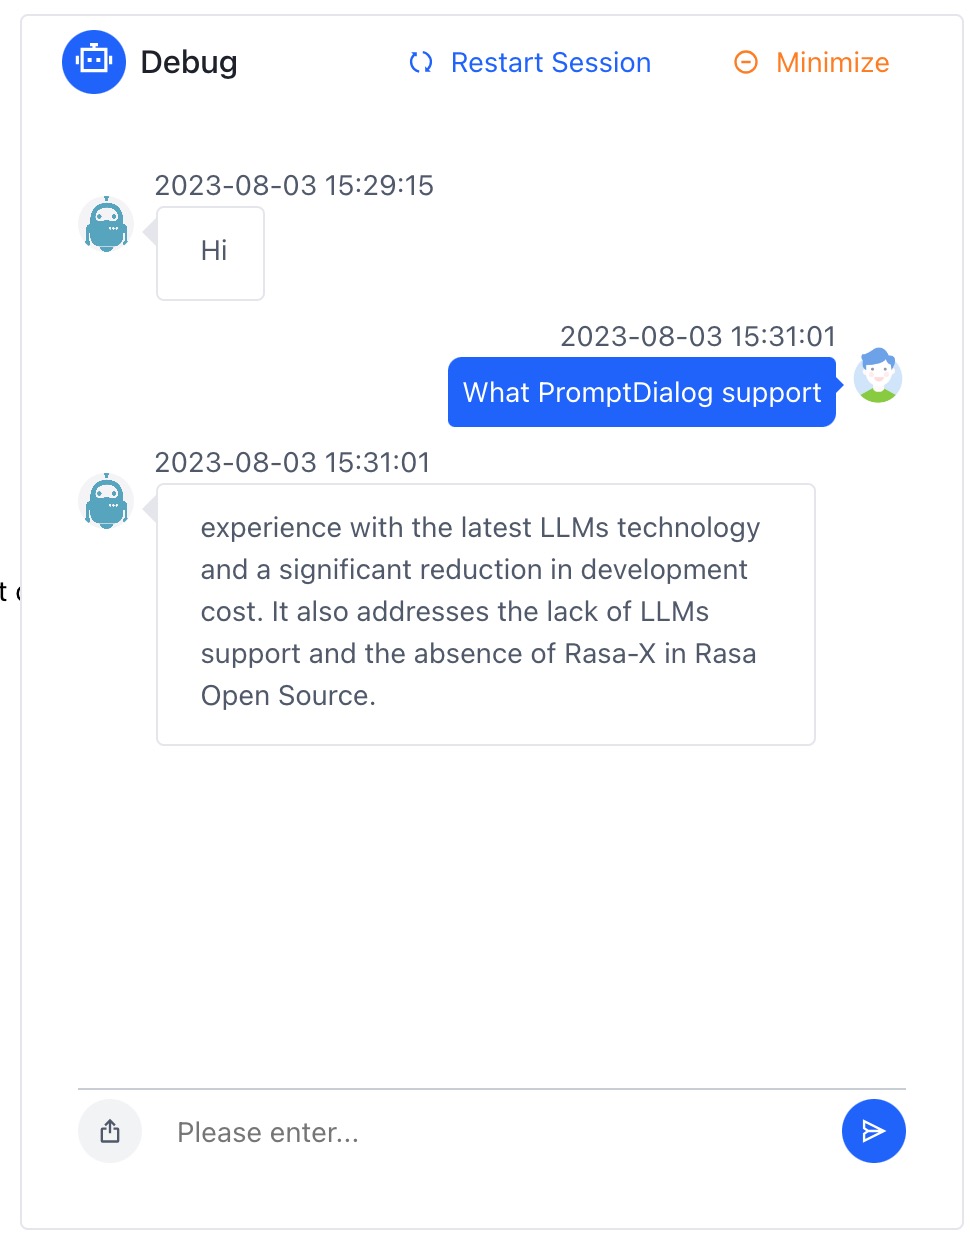 Debug
Restart Session
Minimize
2023-08-03 15:29:15
Hi
2023-08-03 15:31:01
What PromptDialog support
2023-08-03 15:31:01
experience with the latest LLMs technology
and a significant reduction in development
cost. It also addresses the lack of LLMs
support and the absence of Rasa-X in Rasa
Open Source.
Please enter...